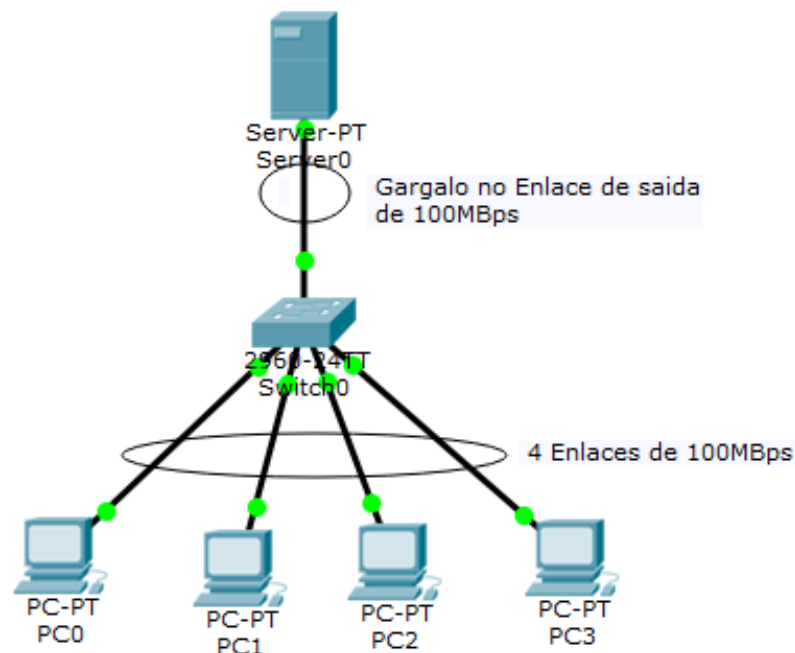 Server-PT
Server0
Gargalo no Enlace de saida
de 100MBps
2960-24TT
Switch0
4 Enlaces de 100MBps
PC-PT
PC0
PC-PT
PC1
PC-PT
PC2
PC-PT
PC3